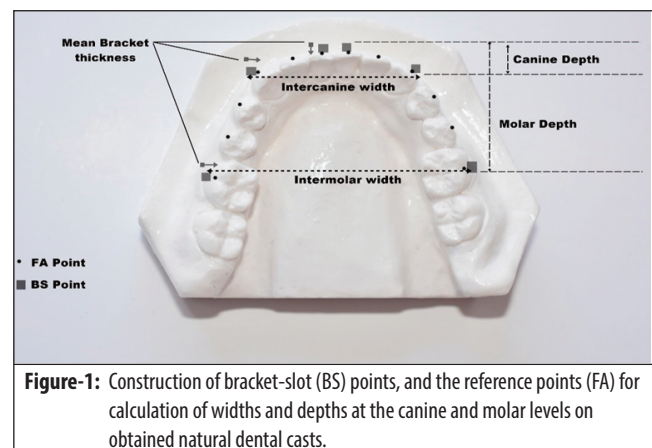 Mean Bracket
thickness
Canine Depth
Intercanine width
Molar Depth
Intermolar width
FA Point
BS Point
Figure-1: Construction of bracket-slot (BS) points, and the reference points (FA) for
calculation of widths and depths at the canine and molar levels on
obtained natural dental casts.